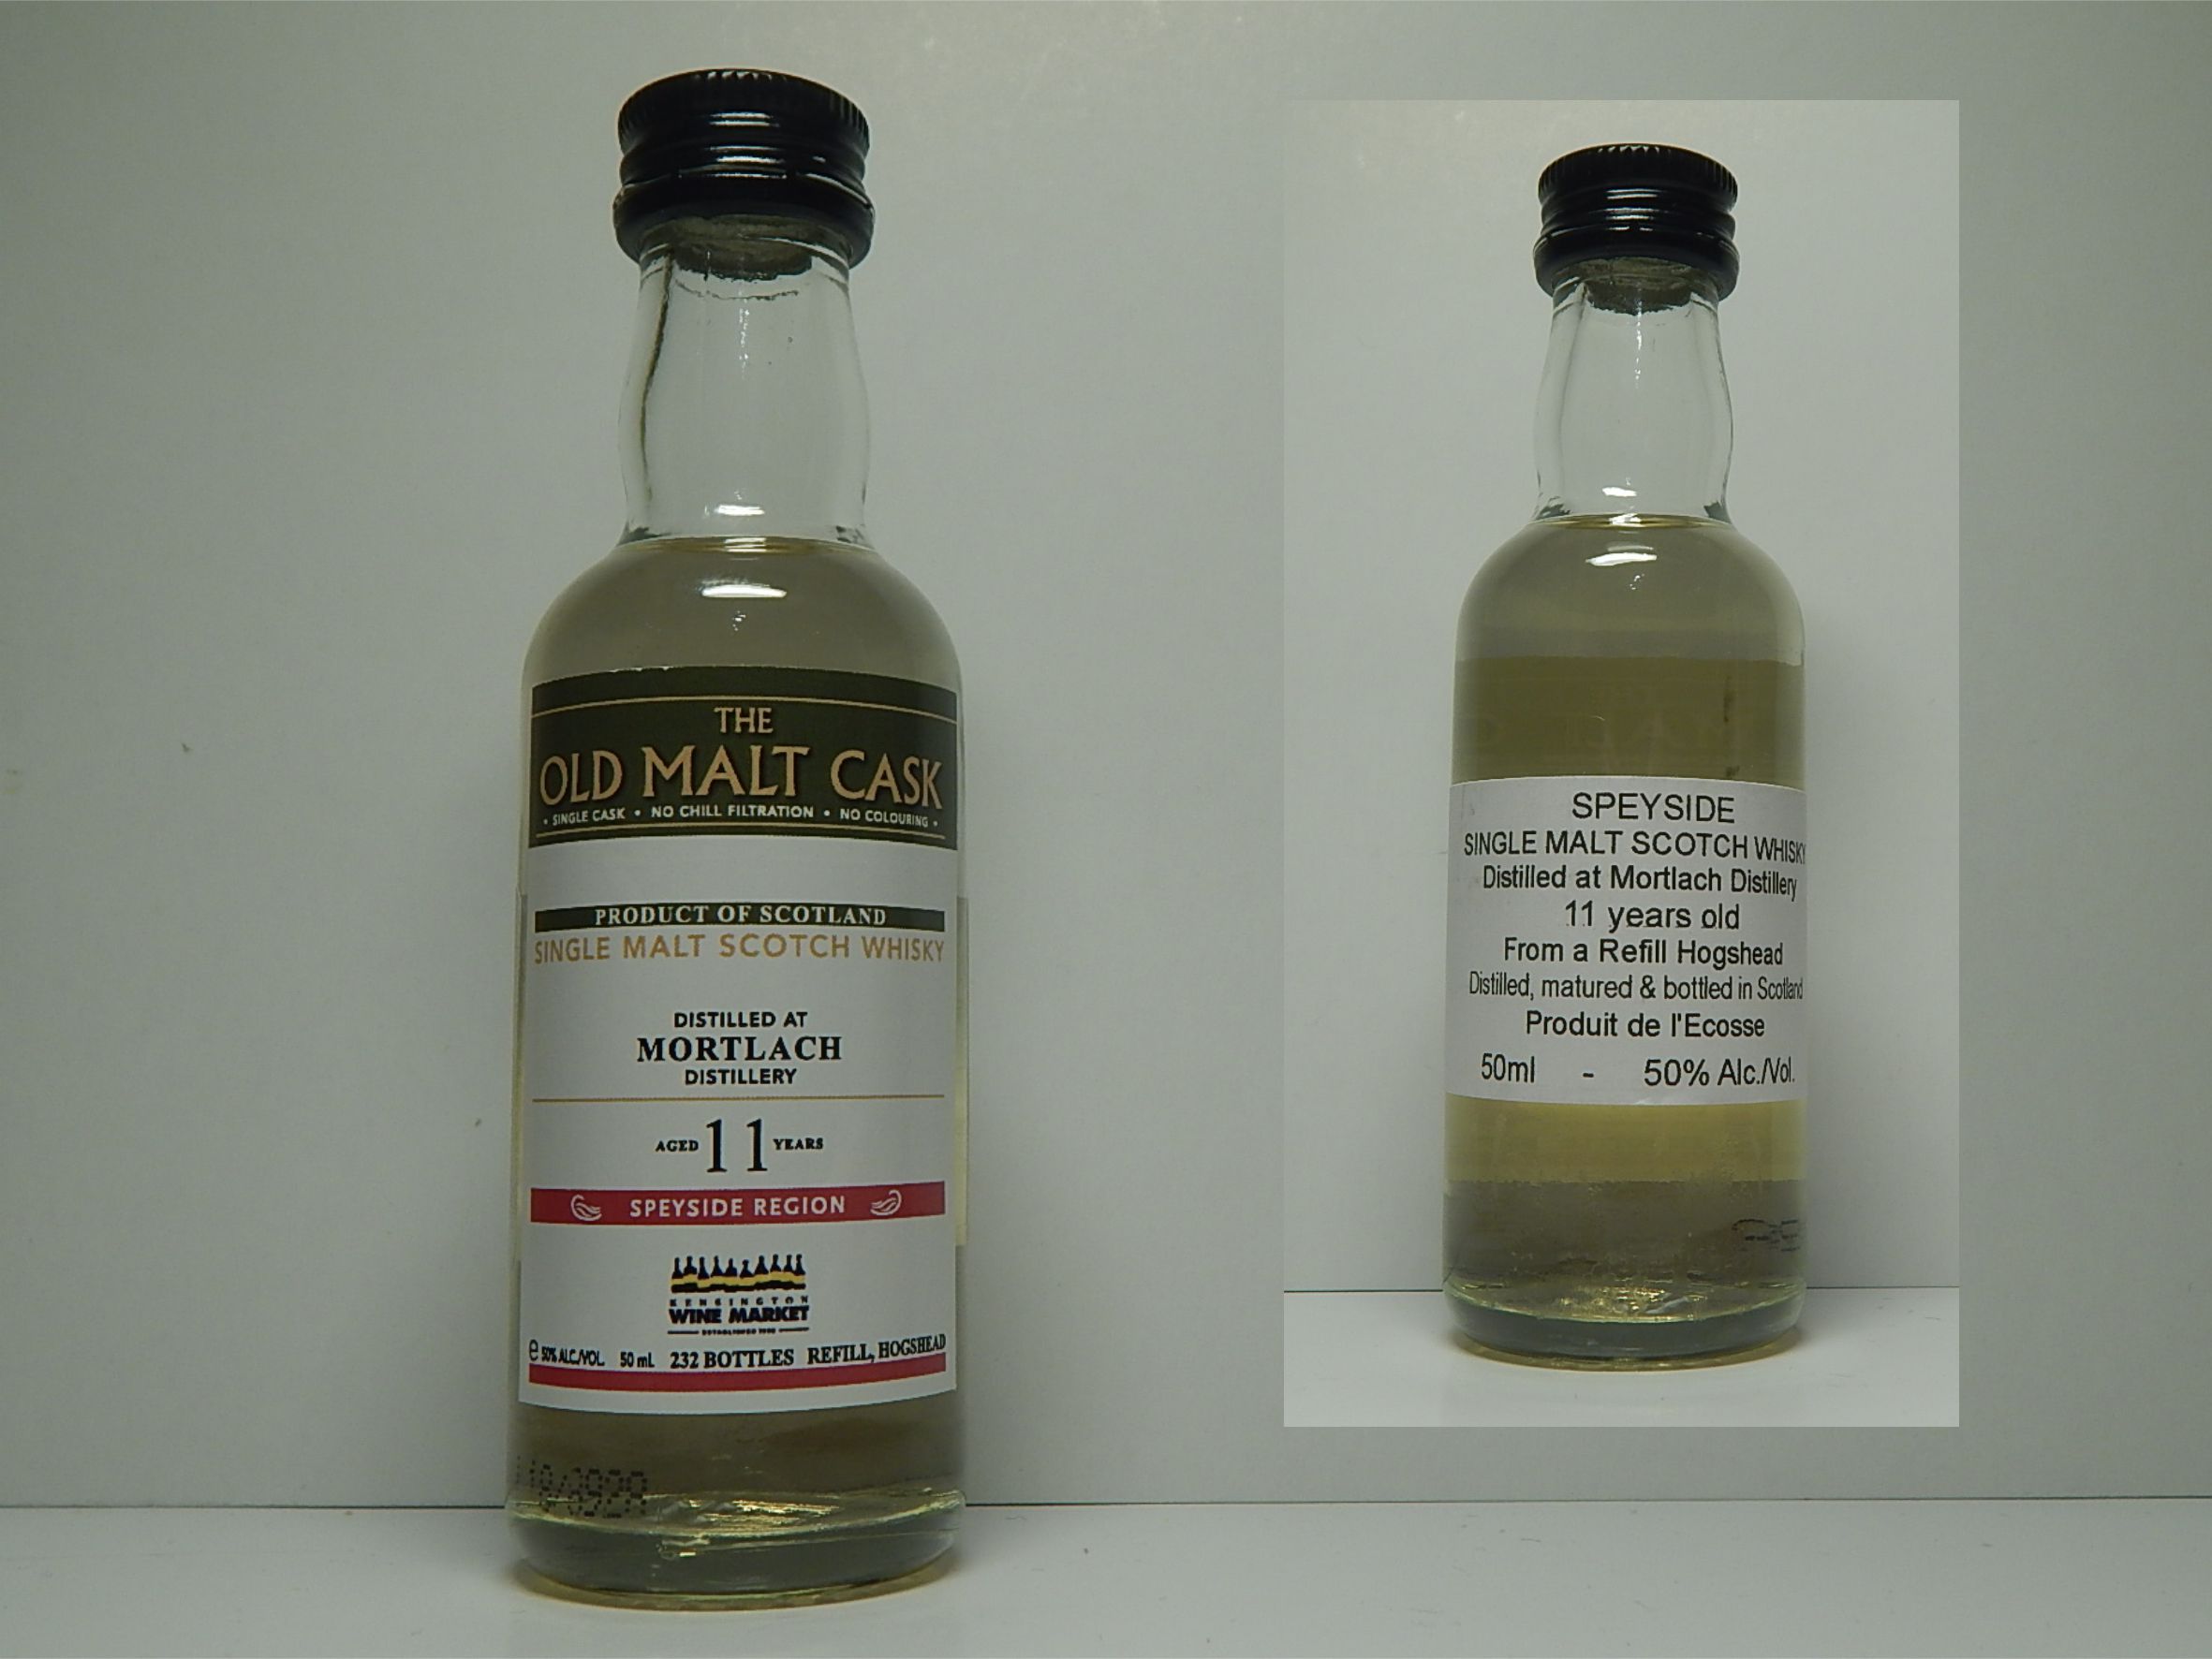 THE
OLD MALT CASK
• SINGLE CASK • NO CHILL FILTRATION • NO COLOURING •
PRODUCT OF SCOTLAND
SINGLE MALT SCOTCH WHISKY
DISTILLED AT
MORTLACH
DISTILLERY
AGED 11 YEARS
SPEYSIDE REGION
KENSINGTON
WINE MARKET
e 50% ALC./VOL. 50 mL 232 BOTTLES REFILL, HOGSHEAD
SPEYSIDE
SINGLE MALT SCOTCH WHISKY
Distilled at Mortlach Distillery
11 years old
From a Refill Hogshead
Distilled, matured & bottled in Scotland
Produit de l'Ecosse
50ml - 50% Alc./Vol.